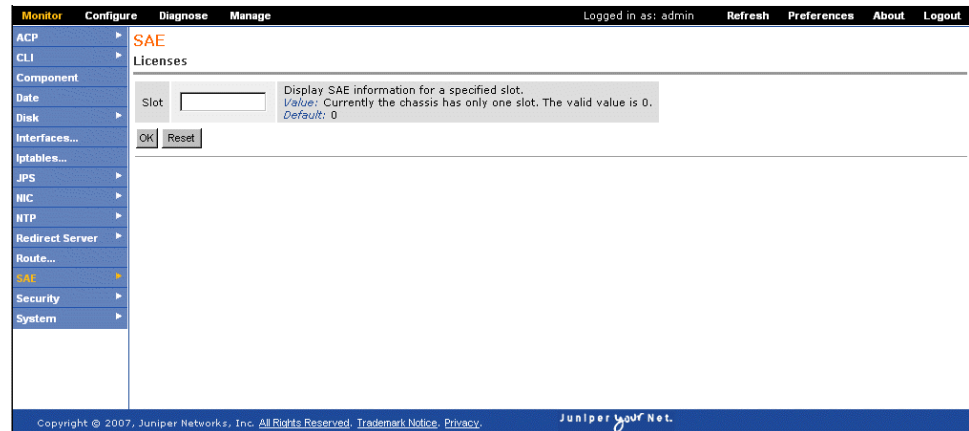 Monitor Configure Diagnose Manage Logged in as: admin Refresh Preferences About Logout
ACP
CLI
Component
Date
Disk
Interfaces...
Iptables...
JPS
NIC
NTP
Redirect Server
Route...
SAE
Security
System
SAE
Licenses
Slot
Display SAE information for a specified slot.
Value: Currently the chassis has only one slot. The valid value is 0.
Default: 0
OK Reset
Copyright © 2007, Juniper Networks, Inc. All Rights Reserved. Trademark Notice. Privacy.
Juniper your Net.